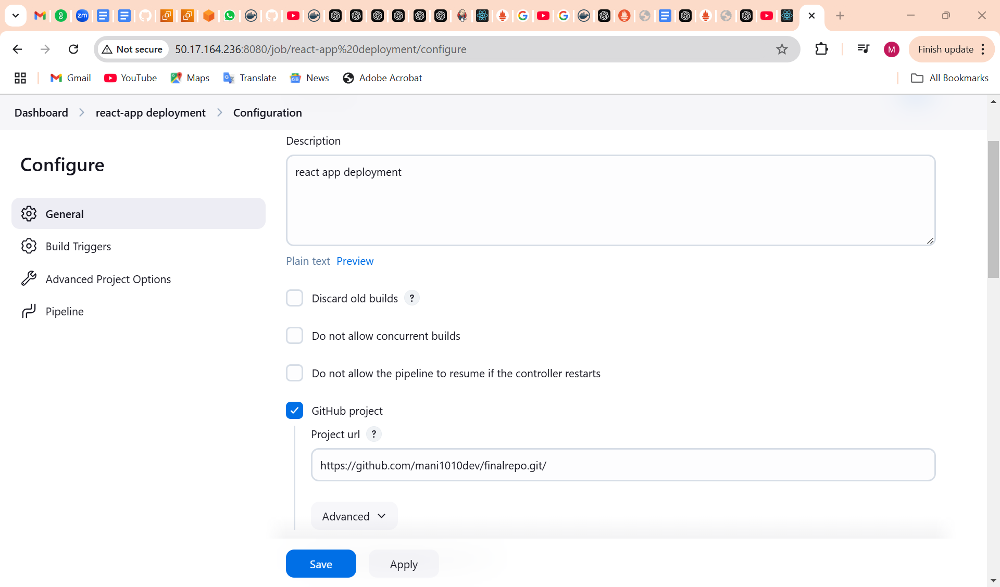 Not secure
50.17.164.236:8080/job/react-app%20deployment/configure
M
Finish update
Gmail
YouTube
Maps
Translate
News
Adobe Acrobat
All Bookmarks
Dashboard
react-app deployment
Configuration
Configure
General
Build Triggers
Advanced Project Options
Pipeline
Description
react app deployment
Plain text Preview
Discard old builds ?
Do not allow concurrent builds
Do not allow the pipeline to resume if the controller restarts
GitHub project
Project url ?
https://github.com/mani1010dev/finalrepo.git/
Advanced
Save
Apply